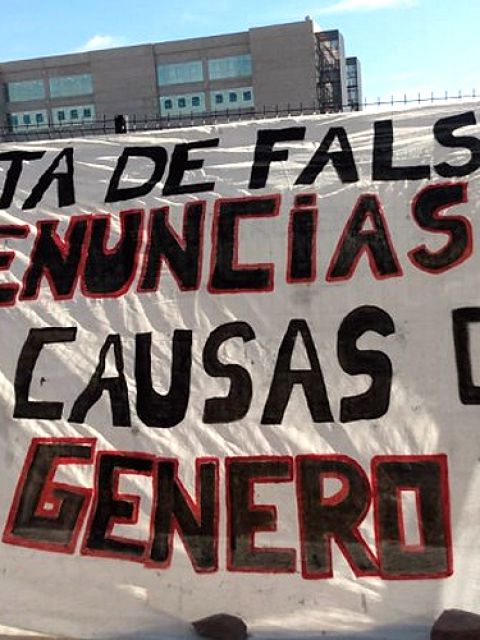 TA DE FALS
ENUNCIAS
CAUSAS D
GENERO